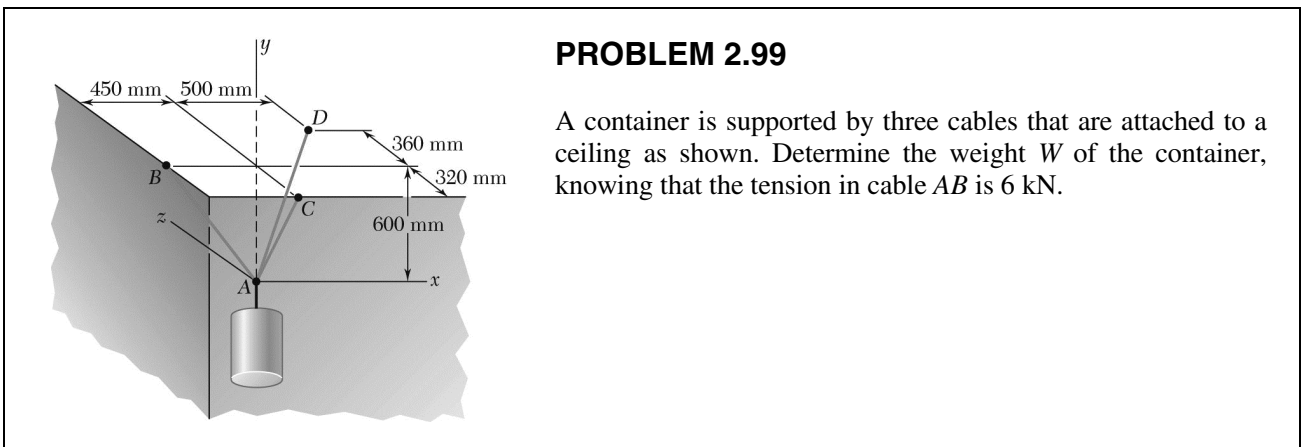 y
450 mm 500 mm
D
360 mm
B
320 mm
C
z
600 mm
A
x
PROBLEM 2.99
A container is supported by three cables that are attached to a
ceiling as shown. Determine the weight W of the container,
knowing that the tension in cable AB is 6 kN.